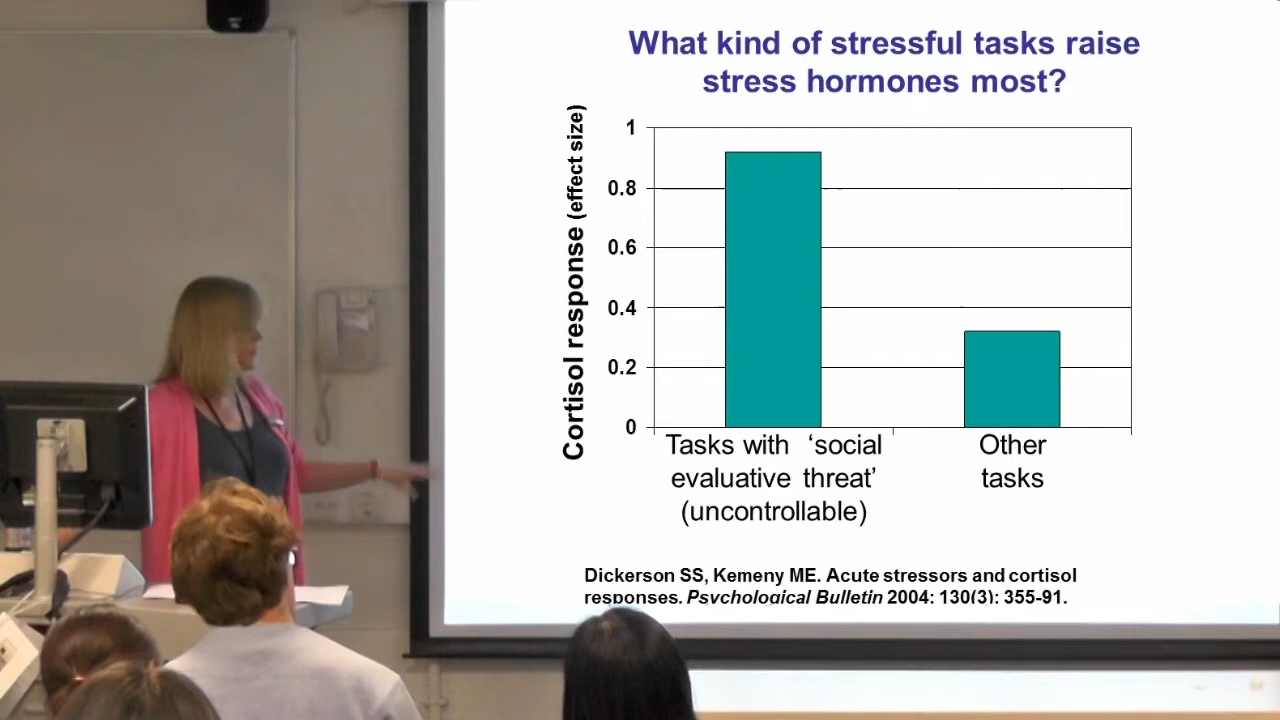 What kind of stressful tasks raise
stress hormones most?
Cortisol response (effect size)
1
0.8
0.6
0.4
0.2
0
Tasks with ‘social
evaluative threat’
(uncontrollable)
Other
tasks
Dickerson SS, Kemeny ME. Acute stressors and cortisol
responses. Psychological Bulletin 2004; 130(3): 355-91.